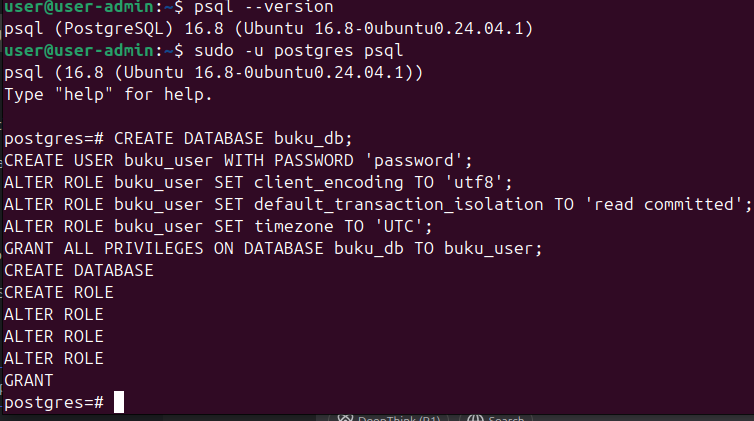 user@user-admin:~$ psql --version
psql (PostgreSQL) 16.8 (Ubuntu 16.8-0ubuntu0.24.04.1)
user@user-admin:~$ sudo -u postgres psql
psql (16.8 (Ubuntu 16.8-0ubuntu0.24.04.1))
Type "help" for help.
postgres=# CREATE DATABASE buku_db;
CREATE USER buku_user WITH PASSWORD 'password';
ALTER ROLE buku_user SET client_encoding TO 'utf8';
ALTER ROLE buku_user SET default_transaction_isolation TO 'read committed';
ALTER ROLE buku_user SET timezone TO 'UTC';
GRANT ALL PRIVILEGES ON DATABASE buku_db TO buku_user;
CREATE DATABASE
CREATE ROLE
ALTER ROLE
ALTER ROLE
ALTER ROLE
GRANT
postgres=#
DeepThink (R1) Search